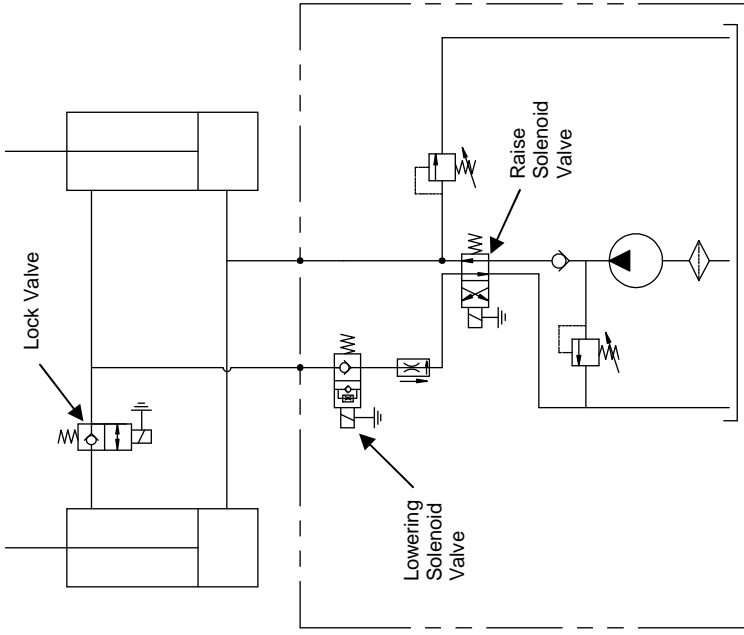 Lock Valve
Raise
Solenoid
Valve
Lowering
Solenoid
Valve